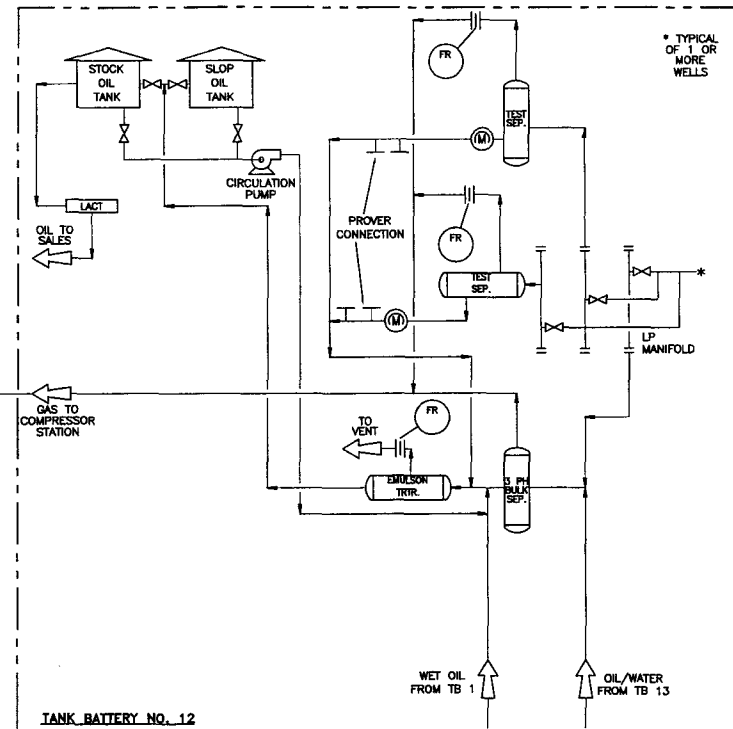 * TYPICAL
OF 1 OR
MORE
WELLS
FR
STOCK
OIL
TANK
SLOP
OIL
TANK
TEST
SEP.
M
CIRCULATION
PUMP
LACT
OIL TO
SALES
PROVER
CONNECTION
FR
TEST
SEP.
M
*
LP
MANIFOLD
GAS TO
COMPRESSOR
STATION
TO
VENT
FR
EMULSON
TRTR.
3 PH
BULK
SEP.
WET OIL
FROM TB 1
OIL/WATER
FROM TB 13
TANK BATTERY NO. 12